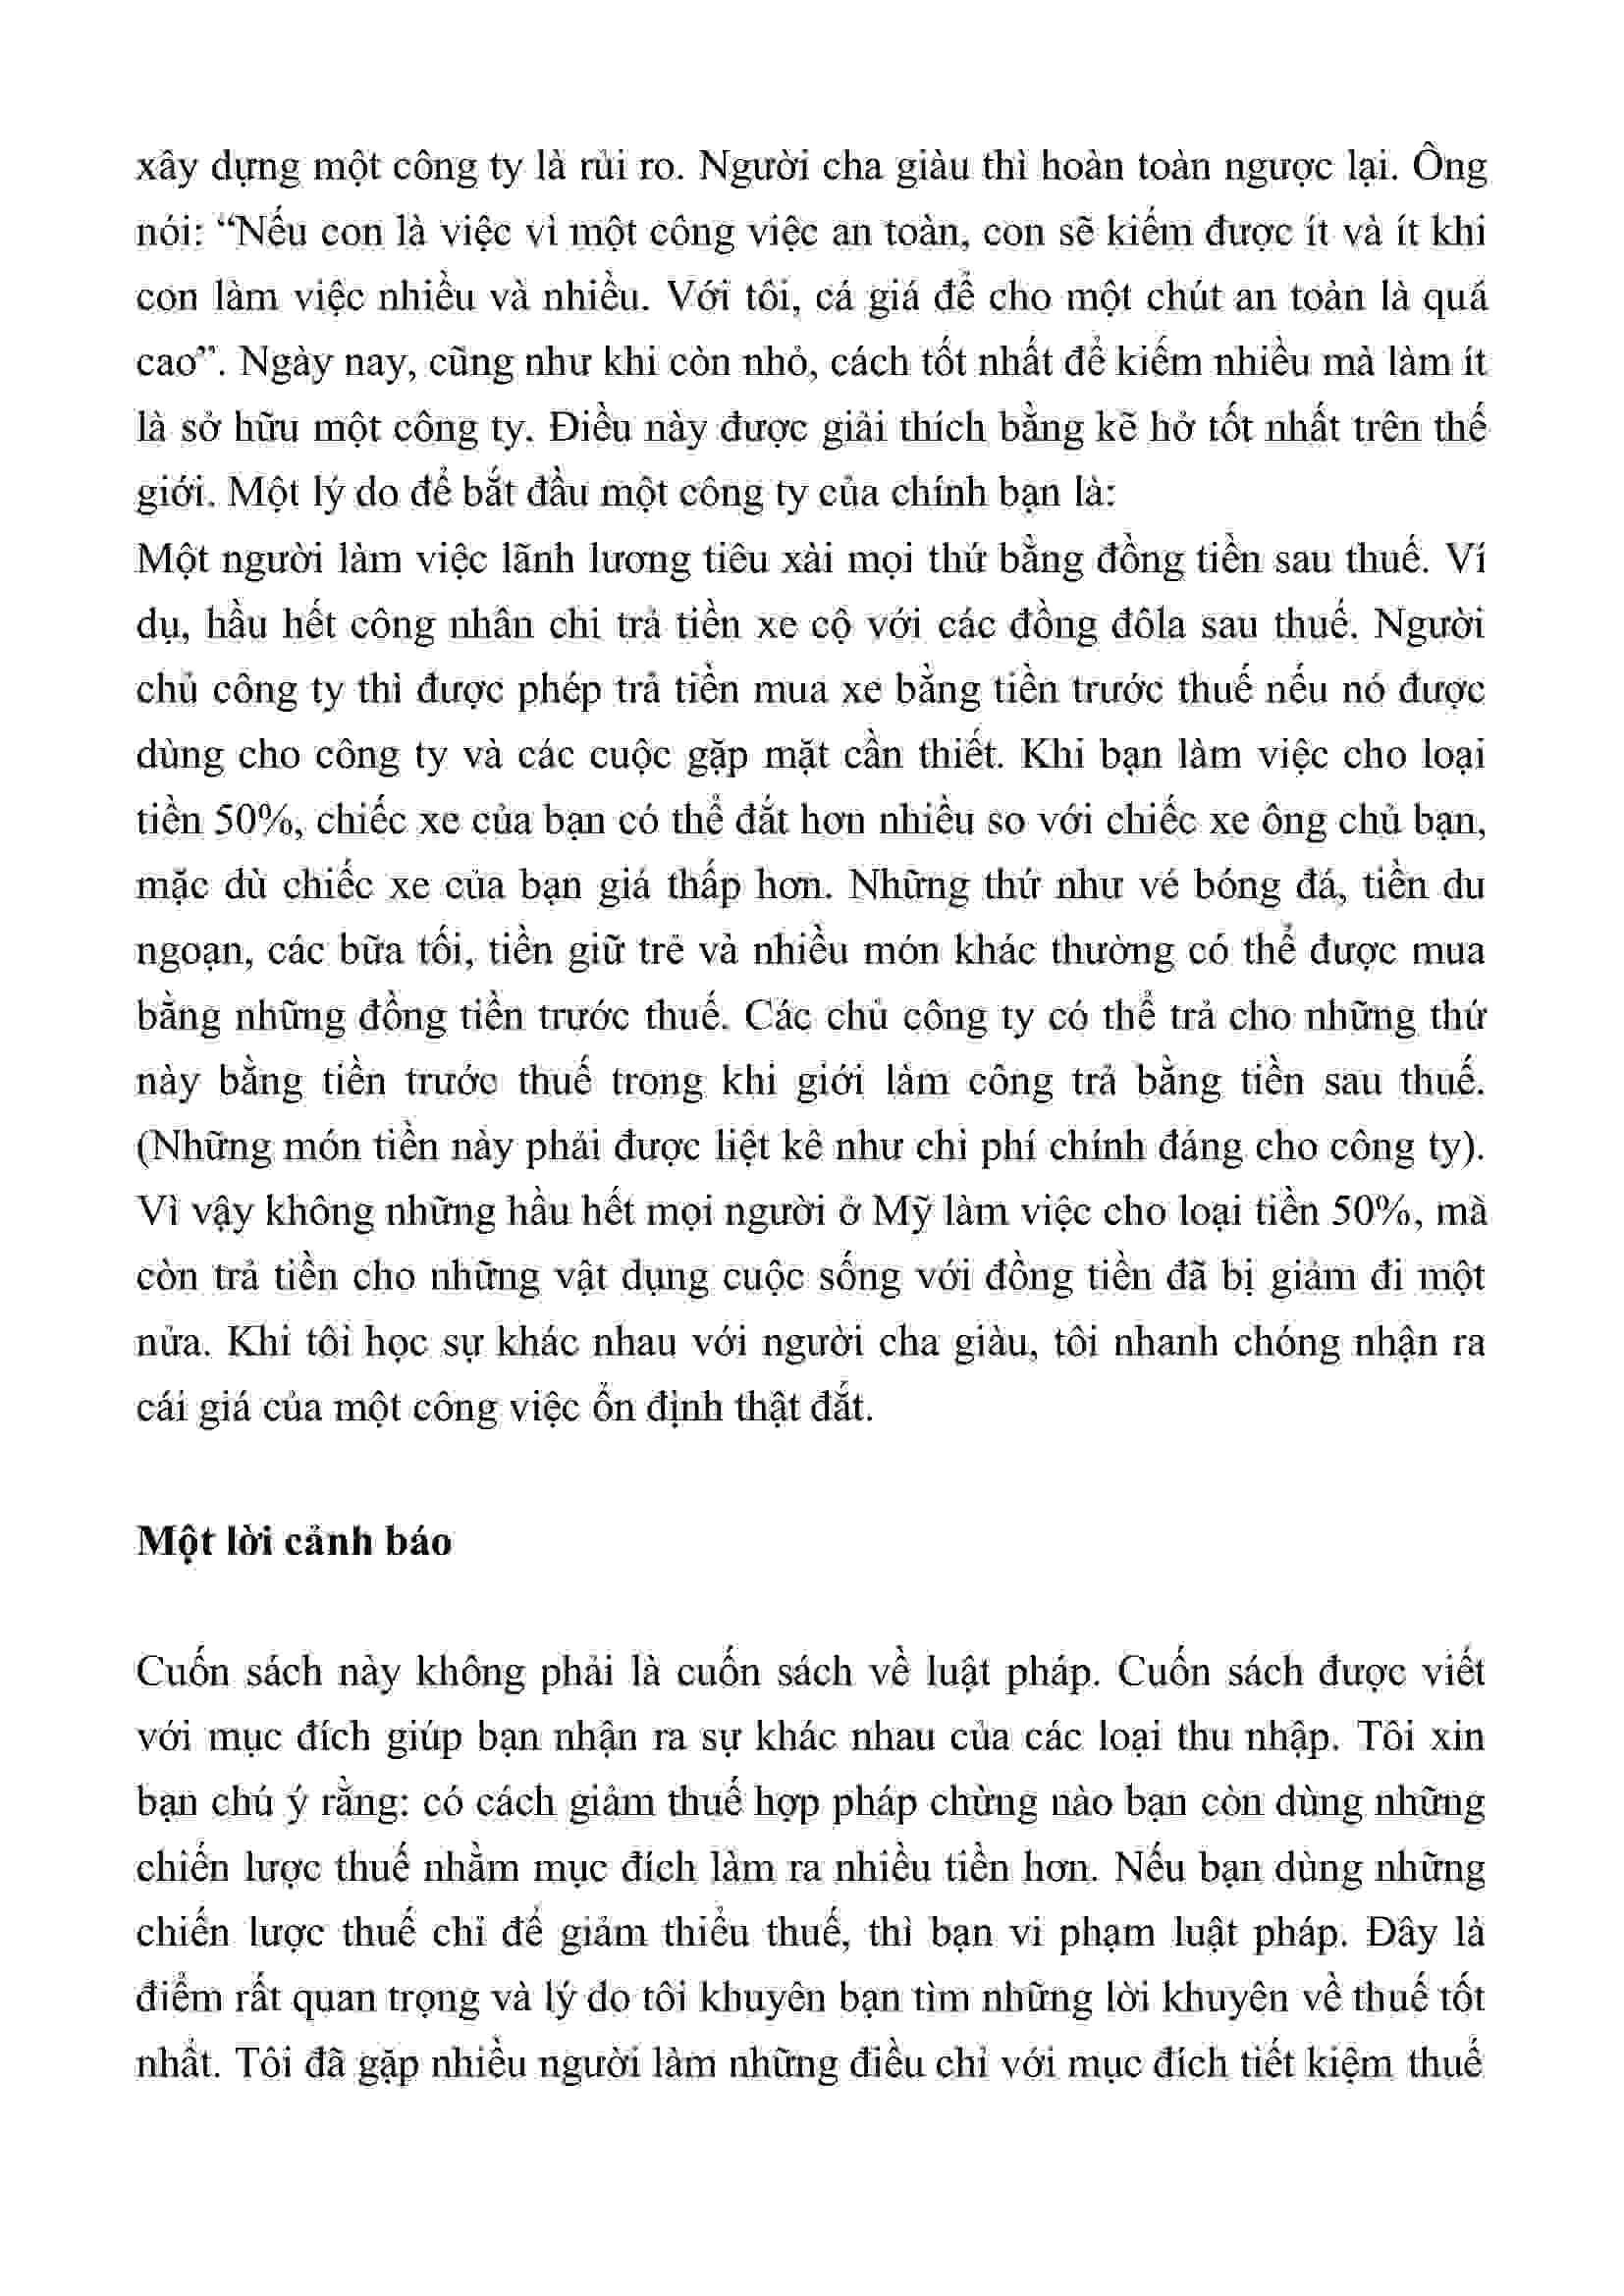 xây dựng một công ty là rủi ro. Người cha giàu thì hoàn toàn ngược lại. Ông
nói: “Nếu con là việc vì một công việc an toàn, con sẽ kiếm được ít và ít khi
con làm việc nhiều và nhiều. Với tôi, cá giá để cho một chút an toàn là quá
cao”. Ngày nay, cũng như khi còn nhỏ, cách tốt nhất để kiếm nhiều mà làm ít
là sở hữu một công ty. Điều này được giải thích bằng kẽ hở tốt nhất trên thế
giới. Một lý do để bắt đầu một công ty của chính bạn là:
Một người làm việc lãnh lương tiêu xài mọi thứ bằng đồng tiền sau thuế. Ví
dụ, hầu hết công nhân chi trả tiền xe cộ với các đồng đôla sau thuế. Người
chủ công ty thì được phép trả tiền mua xe bằng tiền trước thuế nếu nó được
dùng cho công ty và các cuộc gặp mặt cần thiết. Khi bạn làm việc cho loại
tiền 50%, chiếc xe của bạn có thể đắt hơn nhiều so với chiếc xe ông chủ bạn,
mặc dù chiếc xe của bạn giá thấp hơn. Những thứ như vé bóng đá, tiền du
ngoạn, các bữa tối, tiền giữ trẻ và nhiều món khác thường có thể được mua
bằng những đồng tiền trước thuế. Các chủ công ty có thể trả cho những thứ
này bằng tiền trước thuế trong khi giới làm công trả bằng tiền sau thuế.
(Những món tiền này phải được liệt kê như chi phí chính đáng cho công ty).
Vì vậy không những hầu hết mọi người ở Mỹ làm việc cho loại tiền 50%, mà
còn trả tiền cho những vật dụng cuộc sống với đồng tiền đã bị giảm đi một
nửa. Khi tôi học sự khác nhau với người cha giàu, tôi nhanh chóng nhận ra
cái giá của một công việc ổn định thật đắt.
Một lời cảnh báo
Cuốn sách này không phải là cuốn sách về luật pháp. Cuốn sách được viết
với mục đích giúp bạn nhận ra sự khác nhau của các loại thu nhập. Tôi xin
bạn chú ý rằng: có cách giảm thuế hợp pháp chừng nào bạn còn dùng những
chiến lược thuế nhằm mục đích làm ra nhiều tiền hơn. Nếu bạn dùng những
chiến lược thuế chỉ để giảm thiểu thuế, thì bạn vi phạm luật pháp. Đây là
điểm rất quan trọng và lý do tôi khuyên bạn tìm những lời khuyên về thuế tốt
nhất. Tôi đã gặp nhiều người làm những điều chỉ với mục đích tiết kiệm thuế